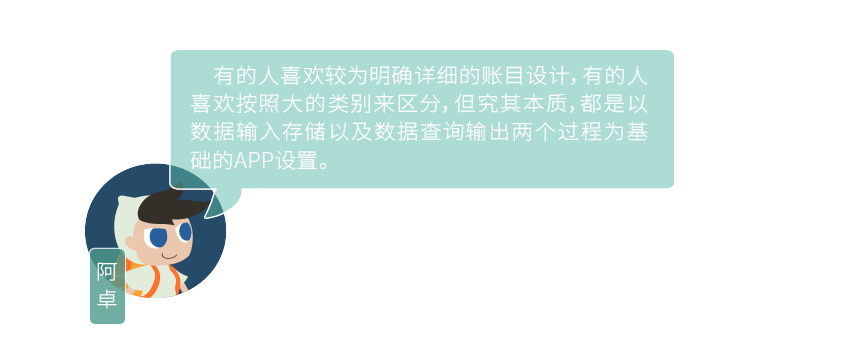 有的人喜欢较为明确详细的账目设计，有的人
喜欢按照大的类别来区分，但究其本质，都是以
数据输入存储以及数据查询输出两个过程为基
础的APP设置。
阿
卓